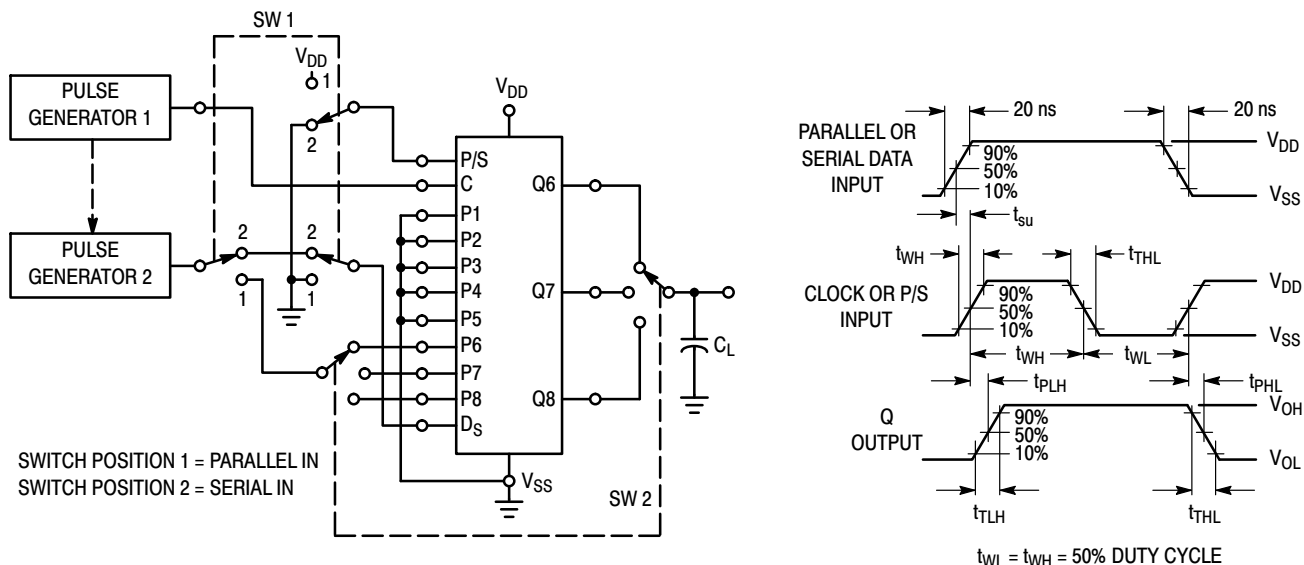 SW 1
VDD
1
2
PULSE
GENERATOR 1
PULSE
GENERATOR 2
2
1
2
1
VDD
P/S
C
P1
P2
P3
P4
P5
P6
P7
P8
DS
Q6
Q7
Q8
CL
VSS
SW 2
SWITCH POSITION 1 = PARALLEL IN
SWITCH POSITION 2 = SERIAL IN
20 ns
20 ns
PARALLEL OR
SERIAL DATA
INPUT
90%
50%
10%
VDD
VSS
tsu
tWH
tTHL
CLOCK OR P/S
INPUT
90%
50%
10%
VDD
VSS
tWH
tWL
tPLH
tPHL
Q
OUTPUT
90%
50%
10%
VOH
VOL
tTLH
tTHL
tWL = tWH = 50% DUTY CYCLE